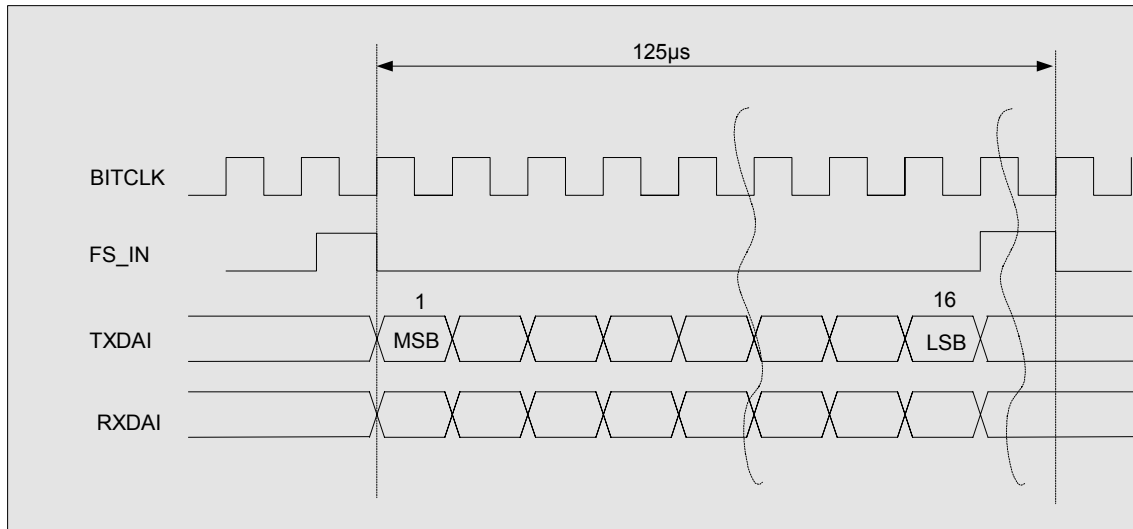 125µs
BITCLK
FS_IN
1 16
TXDAI MSB LSB
RXDAI